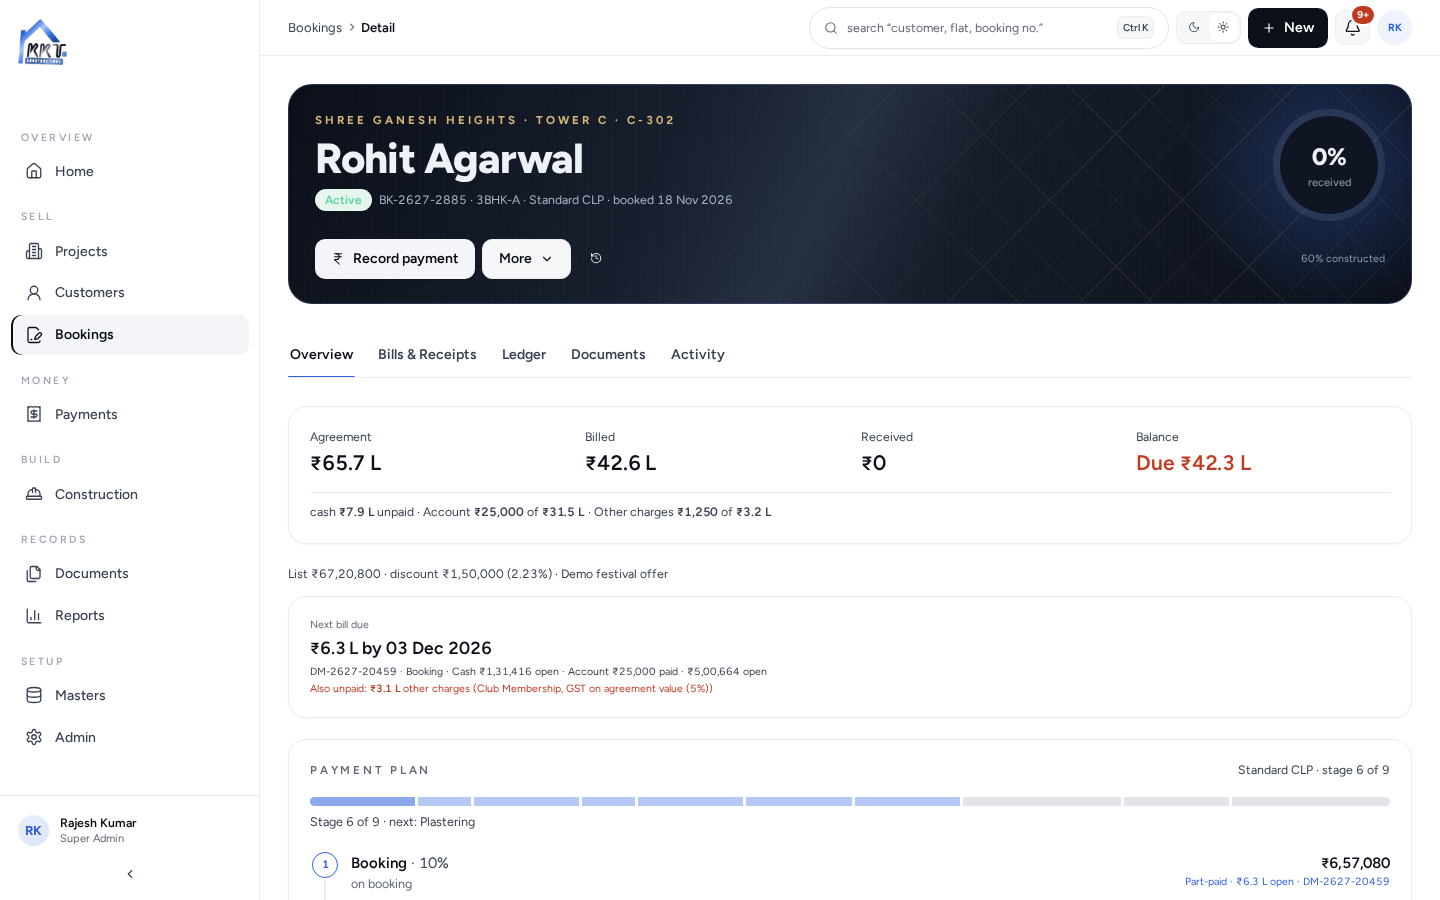 RKT
CONSTRUCTIONS
Bookings > Detail
search “customer, flat, booking no.”
Ctrl K
New
9+
RK
OVERVIEW
Home
SELL
Projects
Customers
Bookings
MONEY
Payments
BUILD
Construction
RECORDS
Documents
Reports
SETUP
Masters
Admin
RK
Rajesh Kumar
Super Admin
SHREE GANESH HEIGHTS · TOWER C · C-302
Rohit Agarwal
Active BK-2627-2885 · 3BHK-A · Standard CLP · booked 18 Nov 2026
₹ Record payment
More
0%
received
60% constructed
Overview Bills & Receipts Ledger Documents Activity
Agreement Billed Received Balance
₹65.7 L ₹42.6 L ₹0 Due ₹42.3 L
cash ₹7.9 L unpaid · Account ₹25,000 of ₹31.5 L · Other charges ₹1,250 of ₹3.2 L
List ₹67,20,800 · discount ₹1,50,000 (2.23%) · Demo festival offer
Next bill due
₹6.3 L by 03 Dec 2026
DM-2627-20459 · Booking · Cash ₹1,31,416 open · Account ₹25,000 paid · ₹5,00,664 open
Also unpaid: ₹3.1 L other charges (Club Membership, GST on agreement value (5%))
PAYMENT PLAN
Standard CLP · stage 6 of 9
Stage 6 of 9 · next: Plastering
1 Booking · 10% ₹6,57,080
on booking Part-paid · ₹6.3 L open · DM-2627-20459